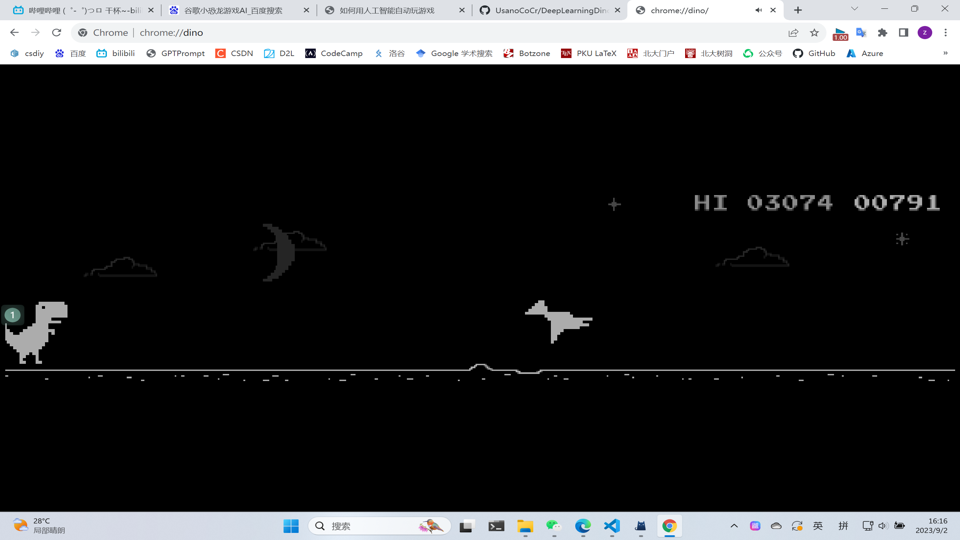 哔哩哔哩 (゜-゜)つロ 干杯~-bili
谷歌小恐龙游戏AI_百度搜索
如何用人工智能自动玩游戏
UsanoCoCr/DeepLearningDino
chrome://dino/
Chrome | chrome://dino
1.00
z
csdiy
百度
bilibili
GPTPrompt
CSDN
D2L
CodeCamp
洛谷
Google 学术搜索
Botzone
PKU LaTeX
北大门户
北大树洞
公众号
GitHub
Azure
»
HI 03074 00791
1
28°C
局部晴朗
搜索
英
拼
16:16
2023/9/2